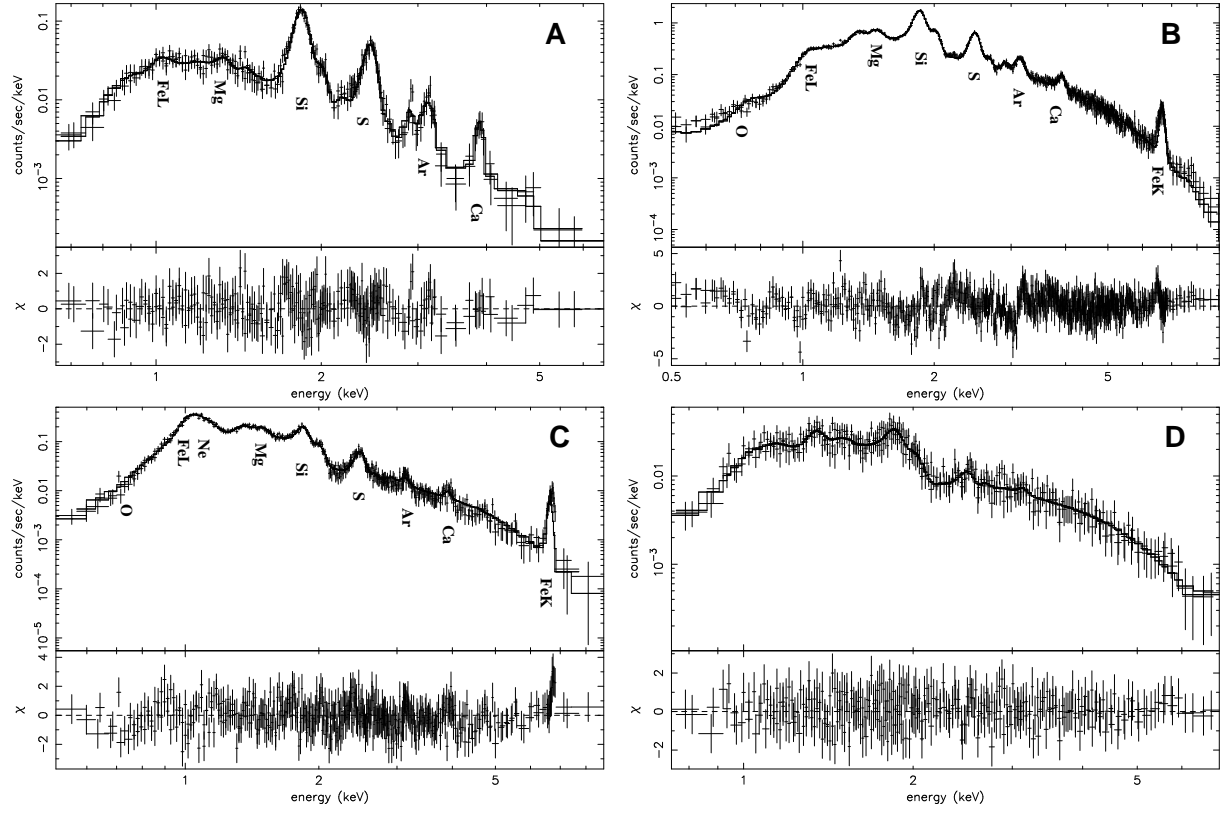 A
counts/sec/keV
0.1
0.01
10⁻³
FeL
Mg
Si
S
Ar
Ca
χ
2
0
−2
1
2
5
energy (keV)
B
counts/sec/keV
1
0.1
0.01
10⁻³
10⁻⁴
O
FeL
Mg
Si
S
Ar
Ca
FeK
χ
5
0
−5
0.5
1
2
5
energy (keV)
C
counts/sec/keV
0.1
0.01
10⁻³
10⁻⁴
10⁻⁵
O
FeL
Ne
Mg
Si
S
Ar
Ca
FeK
χ
4
2
0
−2
1
2
5
energy (keV)
D
counts/sec/keV
0.01
10⁻³
χ
2
0
−2
1
2
5
energy (keV)